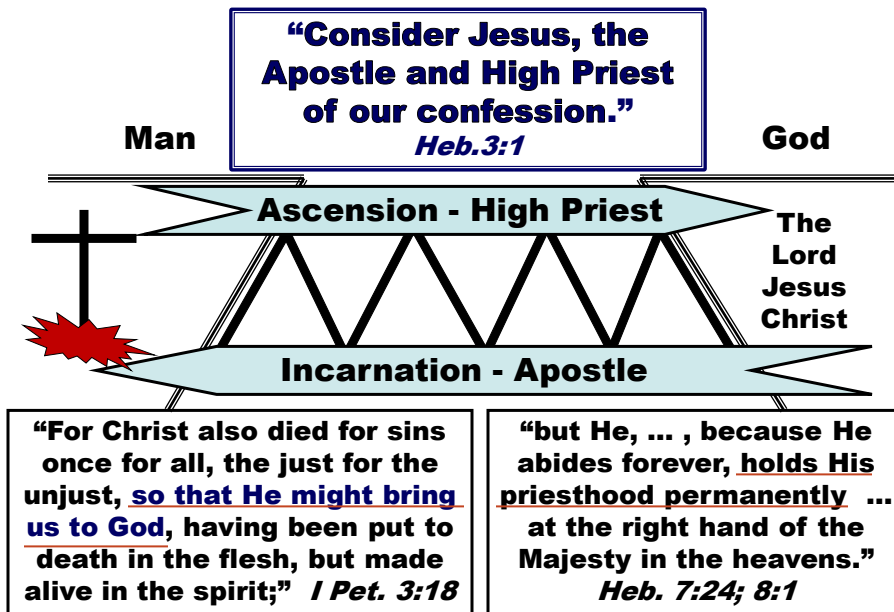 “Consider Jesus, the
Apostle and High Priest
of our confession.”
Heb.3:1
Man
God
Ascension - High Priest
The
Lord
Jesus
Christ
Incarnation - Apostle
“For Christ also died for sins
once for all, the just for the
unjust, so that He might bring
us to God, having been put to
death in the flesh, but made
alive in the spirit;” I Pet. 3:18
“but He, ... , because He
abides forever, holds His
priesthood permanently ...
at the right hand of the
Majesty in the heavens.”
Heb. 7:24; 8:1